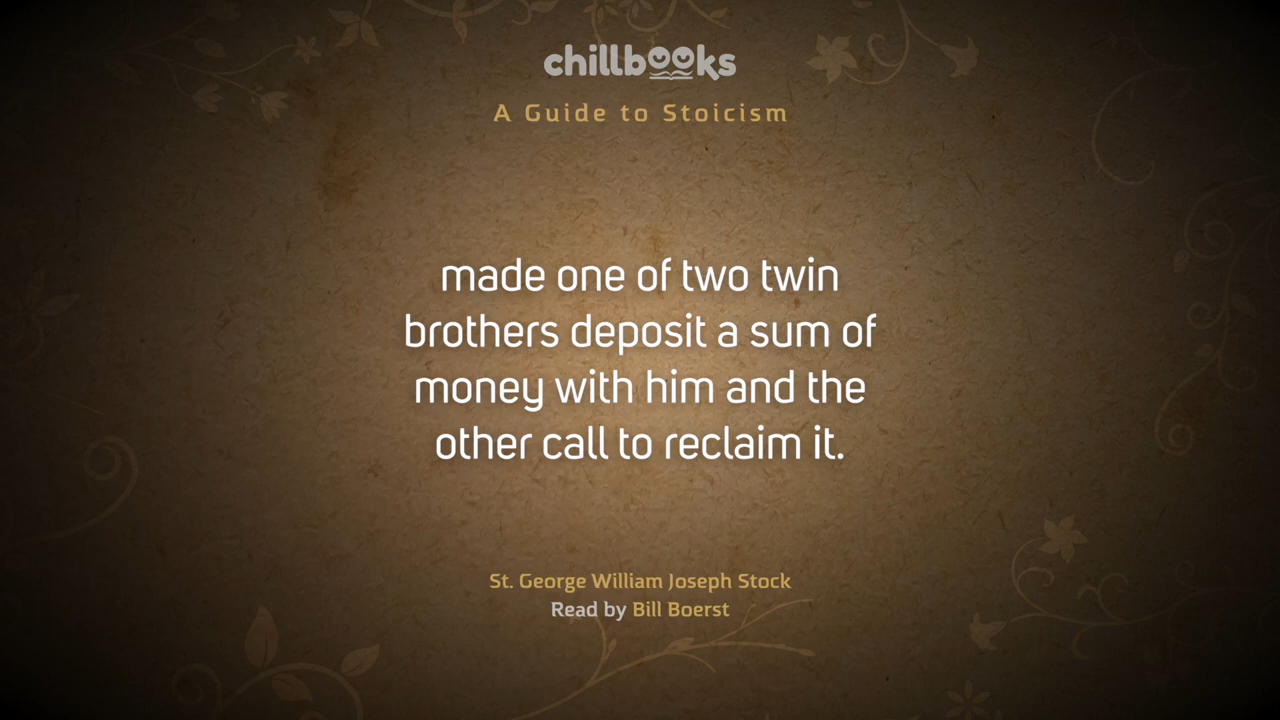 chillbooks
A Guide to Stoicism
made one of two twin
brothers deposit a sum of
money with him and the
other call to reclaim it.
St. George William Joseph Stock
Read by Bill Boerst